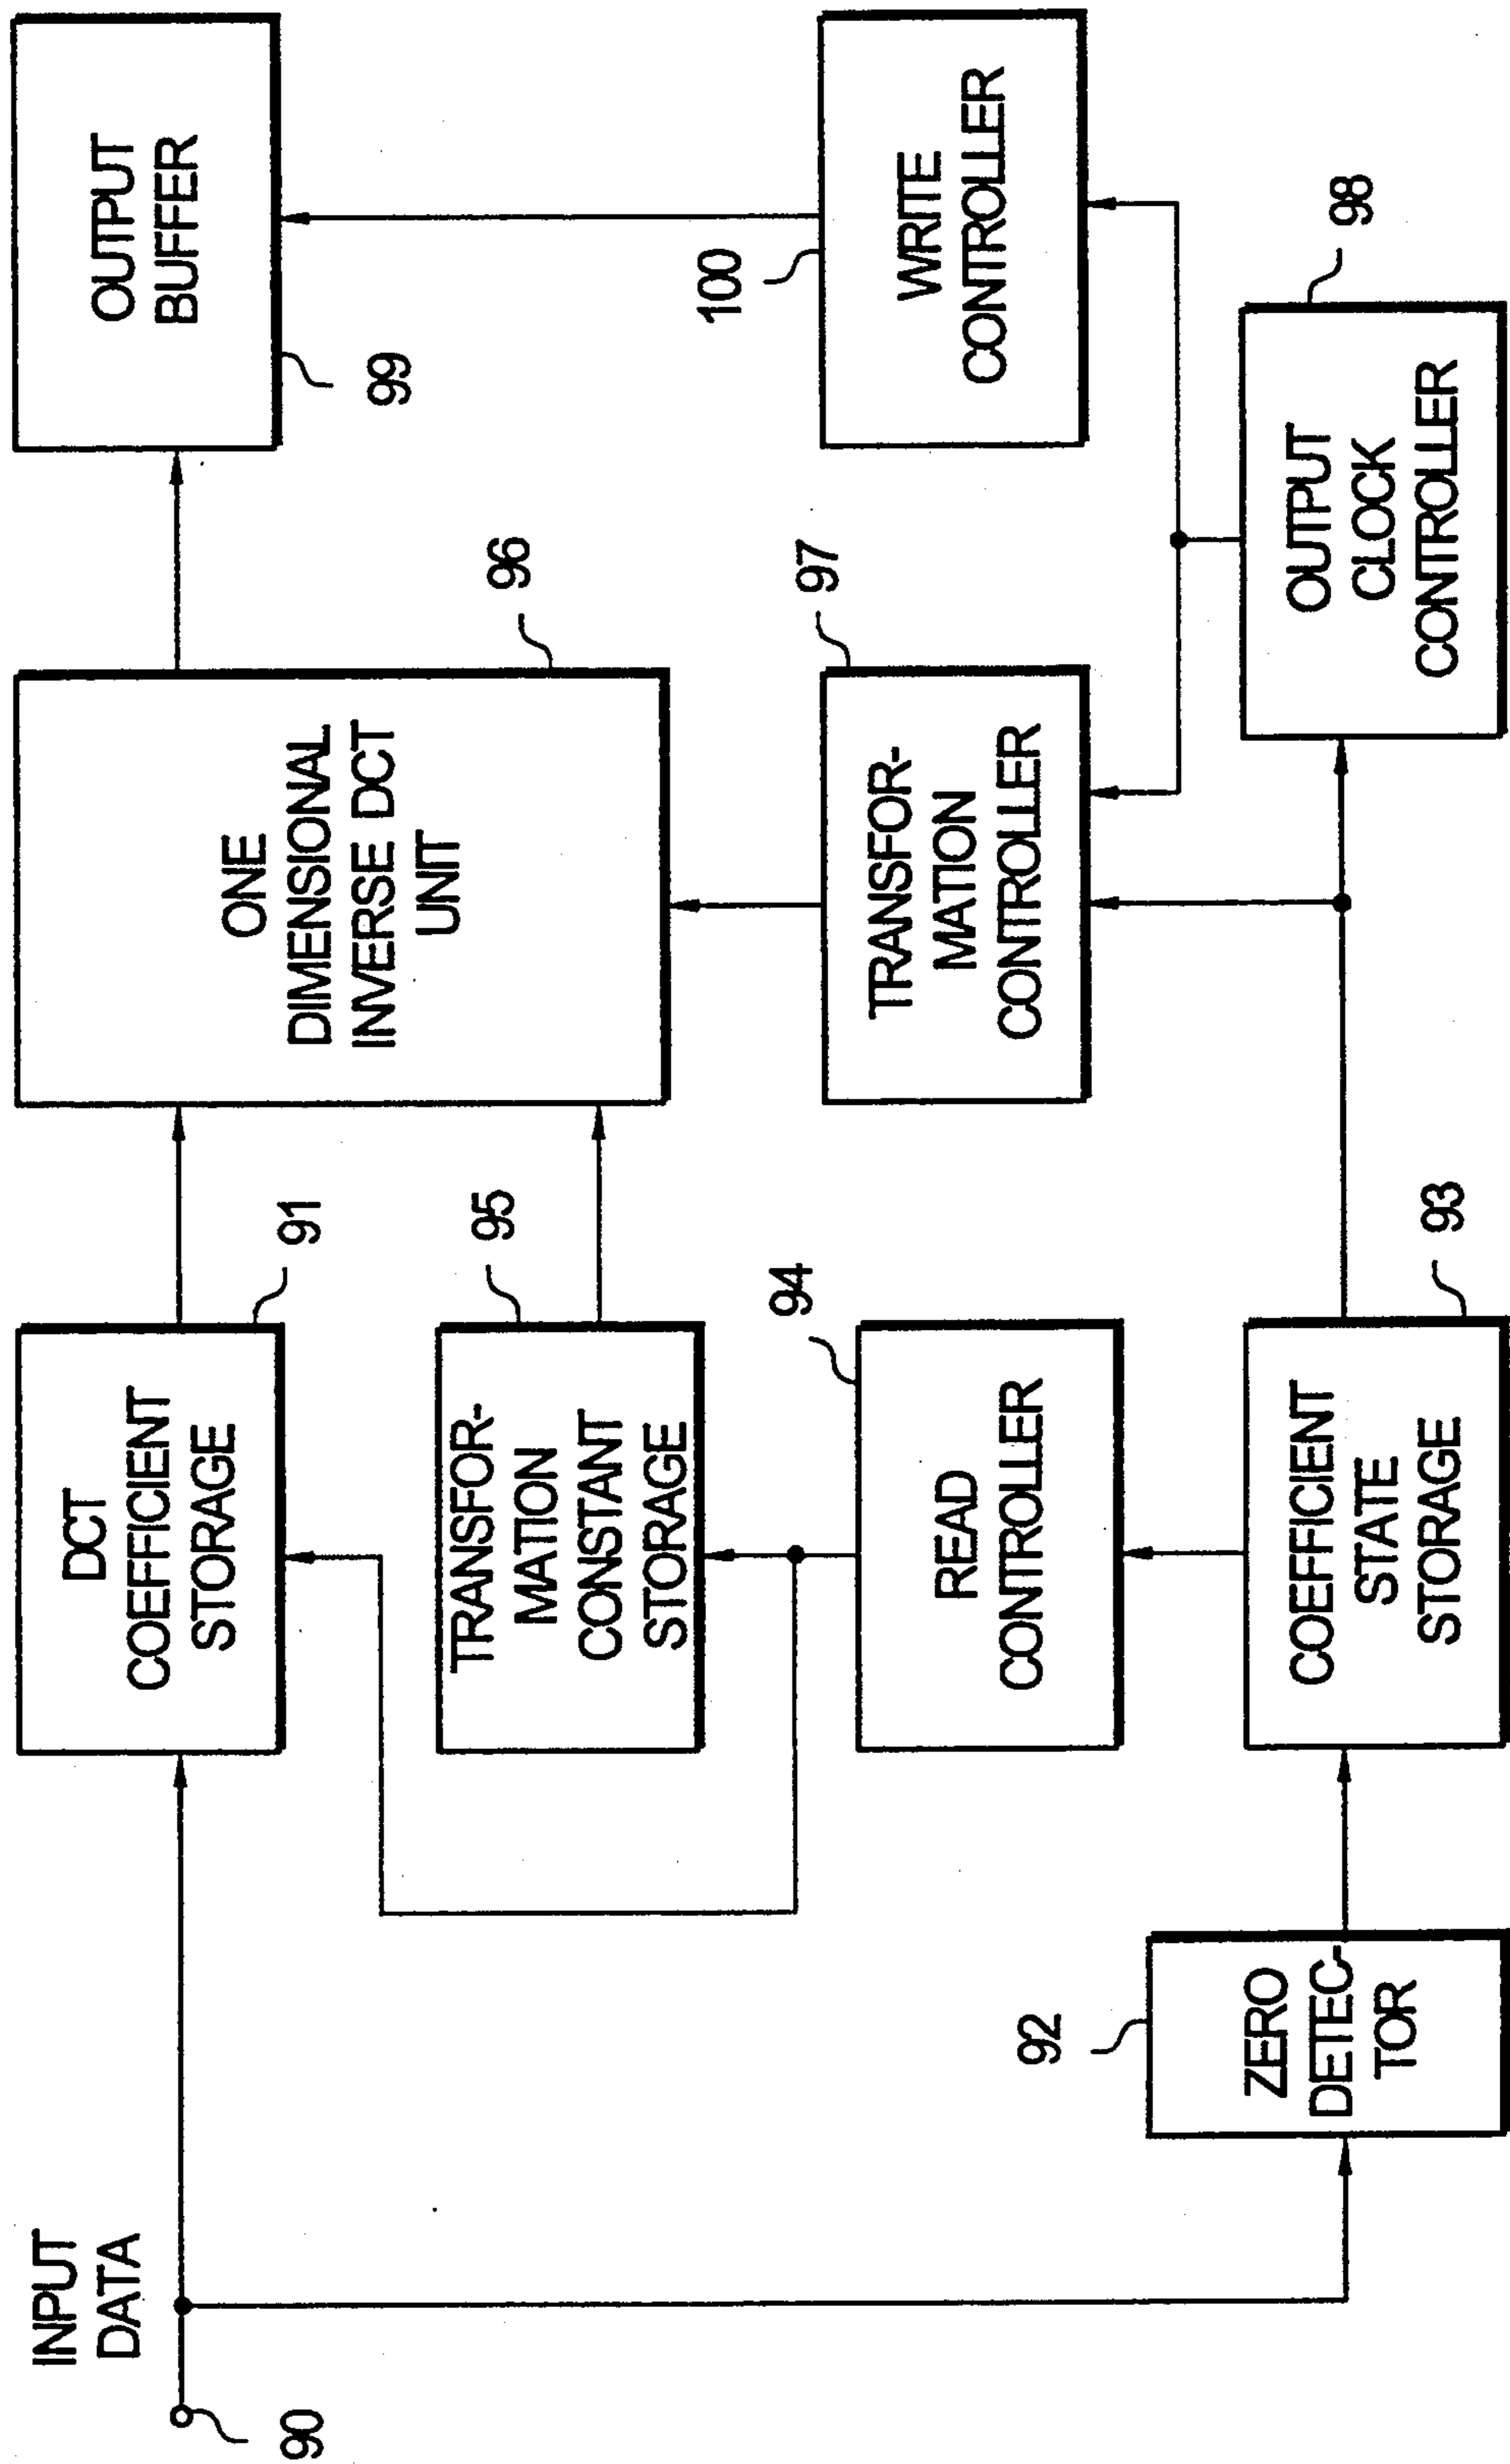 INPUT
DATA
90
DCT
COEFFICIENT
STORAGE
91
ONE
DIMENSIONAL
INVERSE DCT
UNIT
96
OUTPUT
BUFFER
99
TRANSFOR-
MATION
CONSTANT
STORAGE
95
READ
CONTROLLER
94
TRANSFOR-
MATION
CONTROLLER
97
WRITE
CONTROLLER
100
ZERO
DETEC-
TOR
92
COEFFICIENT
STATE
STORAGE
93
OUTPUT
CLOCK
CONTROLLER
98